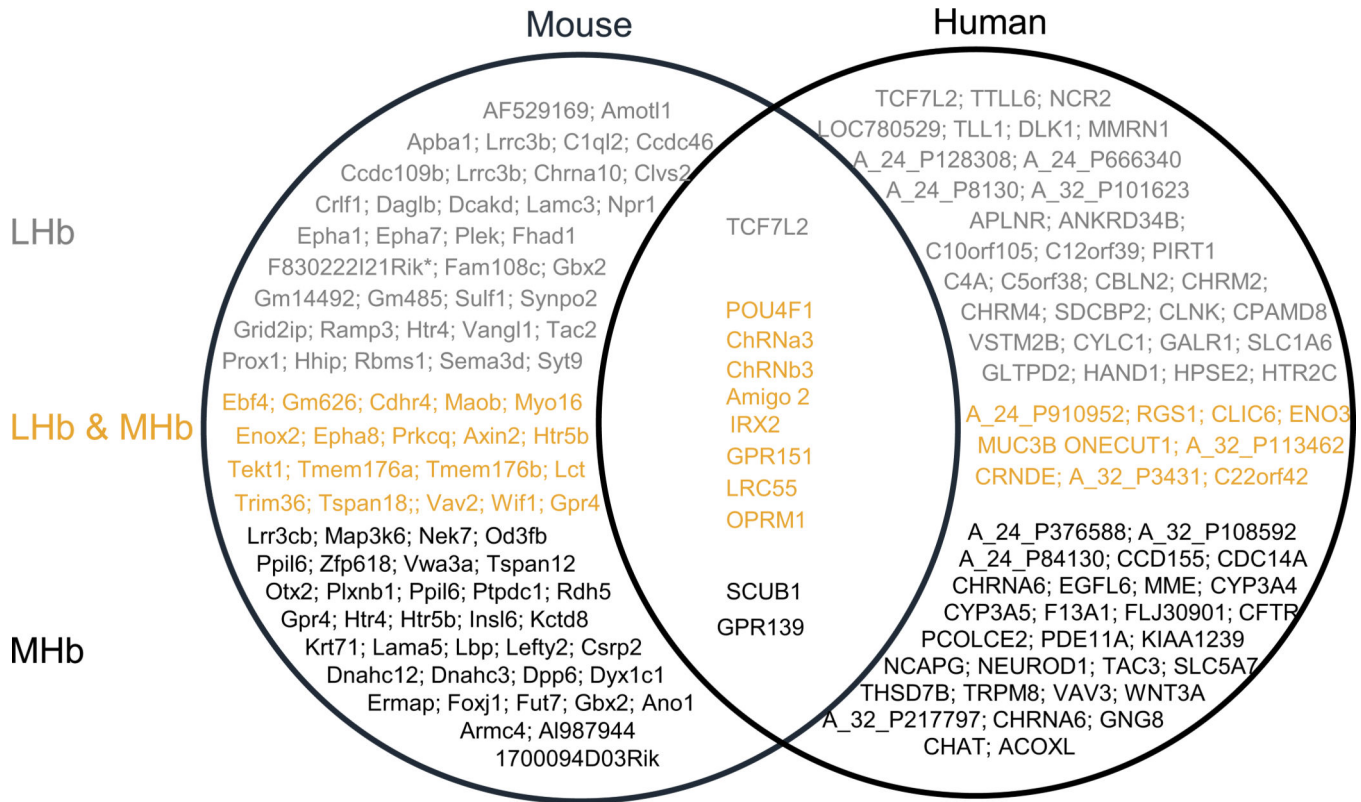 Mouse
Human
LHb
AF529169; Amotl1
Apba1; Lrrc3b; C1ql2; Ccdc46
Ccdc109b; Lrrc3b; Chrna10; Clvs2
Crlf1; Daglb; Dcakd; Lamc3; Npr1
Epha1; Epha7; Plek; Fhad1
F830222I21Rik*; Fam108c; Gbx2
Gm14492; Gm485; Sulf1; Synpo2
Grid2ip; Ramp3; Htr4; Vangl1; Tac2
Prox1; Hhip; Rbms1; Sema3d; Syt9
TCF7L2
TCF7L2; TTLL6; NCR2
LOC780529; TLL1; DLK1; MMRN1
A_24_P128308; A_24_P666340
A_24_P8130; A_32_P101623
APLNR; ANKRD34B;
C10orf105; C12orf39; PIRT1
C4A; C5orf38; CBLN2; CHRM2;
CHRM4; SDCBP2; CLNK; CPAMD8
VSTM2B; CYLC1; GALR1; SLC1A6
GLTPD2; HAND1; HPSE2; HTR2C
LHb & MHb
Ebf4; Gm626; Cdhr4; Maob; Myo16
Enox2; Epha8; Prkcq; Axin2; Htr5b
Tekt1; Tmem176a; Tmem176b; Lct
Trim36; Tspan18;; Vav2; Wif1; Gpr4
POU4F1
ChRNa3
ChRNb3
Amigo 2
IRX2
GPR151
LRC55
OPRM1
A_24_P910952; RGS1; CLIC6; ENO3
MUC3B ONECUT1; A_32_P113462
CRNDE; A_32_P3431; C22orf42
MHb
Lrr3cb; Map3k6; Nek7; Od3fb
Ppil6; Zfp618; Vwa3a; Tspan12
Otx2; Plxnb1; Ppil6; Ptpdc1; Rdh5
Gpr4; Htr4; Htr5b; Insl6; Kctd8
Krt71; Lama5; Lbp; Lefty2; Csrp2
Dnahc12; Dnahc3; Dpp6; Dyx1c1
Ermap; Foxj1; Fut7; Gbx2; Ano1
Armc4; AI987944
1700094D03Rik
SCUB1
GPR139
A_24_P376588; A_32_P108592
A_24_P84130; CCD155; CDC14A
CHRNA6; EGFL6; MME; CYP3A4
CYP3A5; F13A1; FLJ30901; CFTR
PCOLCE2; PDE11A; KIAA1239
NCAPG; NEUROD1; TAC3; SLC5A7
THSD7B; TRPM8; VAV3; WNT3A
A_32_P217797; CHRNA6; GNG8
CHAT; ACOXL